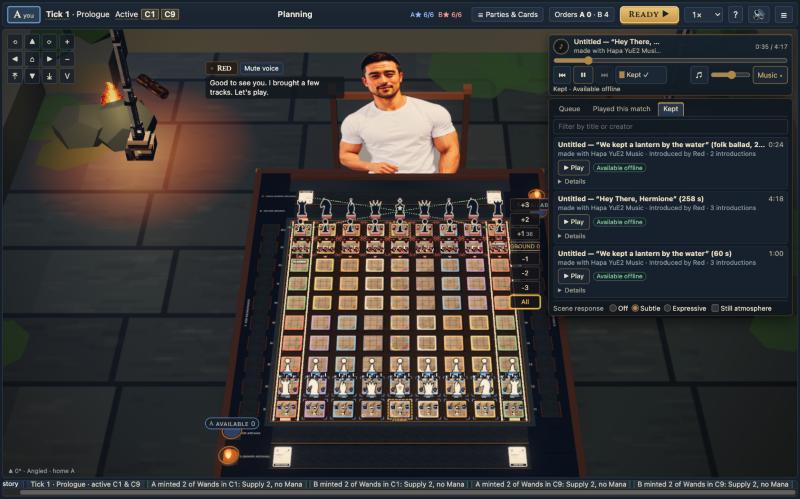 A you
Tick 1 · Prologue Active C1 C9
Planning
A★ 6/6 B★ 6/6
≡ Parties & Cards
Orders A 0 · B 4
READY ▶
1×
?
≡
V
RED
Mute voice
Good to see you. I brought a few
tracks. Let's play.
Untitled — “Hey There, ...
made with Hapa YuE2 Musi...
0:35 / 4:17
Kept ✓
Music
Kept · Available offline
Queue
Played this match
Kept
Filter by title or creator
Untitled — “We kept a lantern by the water” (folk ballad, 2... 0:24
made with Hapa YuE2 Music · Introduced by Red · 2 introductions
▶ Play
Available offline
▶ Details
Untitled — “Hey There, Hermione” (258 s) 4:18
made with Hapa YuE2 Music · Introduced by Red · 3 introductions
▶ Play
Available offline
▶ Details
Untitled — “We kept a lantern by the water” (60 s) 1:00
made with Hapa YuE2 Music · Introduced by Red · 3 introductions
▶ Play
Available offline
▶ Details
Scene response Off Subtle Expressive Still atmosphere
+3
+2
+1 36
GROUND 0
-1
-2
-3
All
A AVAILABLE 0
▲ 0° · Angled · home A
story
Tick 1 · Prologue · active C1 & C9
A minted 2 of Wands in C1: Supply 2, no Mana
B minted 2 of Wands in C1: Supply 2, no Mana
A minted 2 of Wands in C9: Supply 2, no Mana
B minted 2 of Wands in C9: Supply 2, no Mana